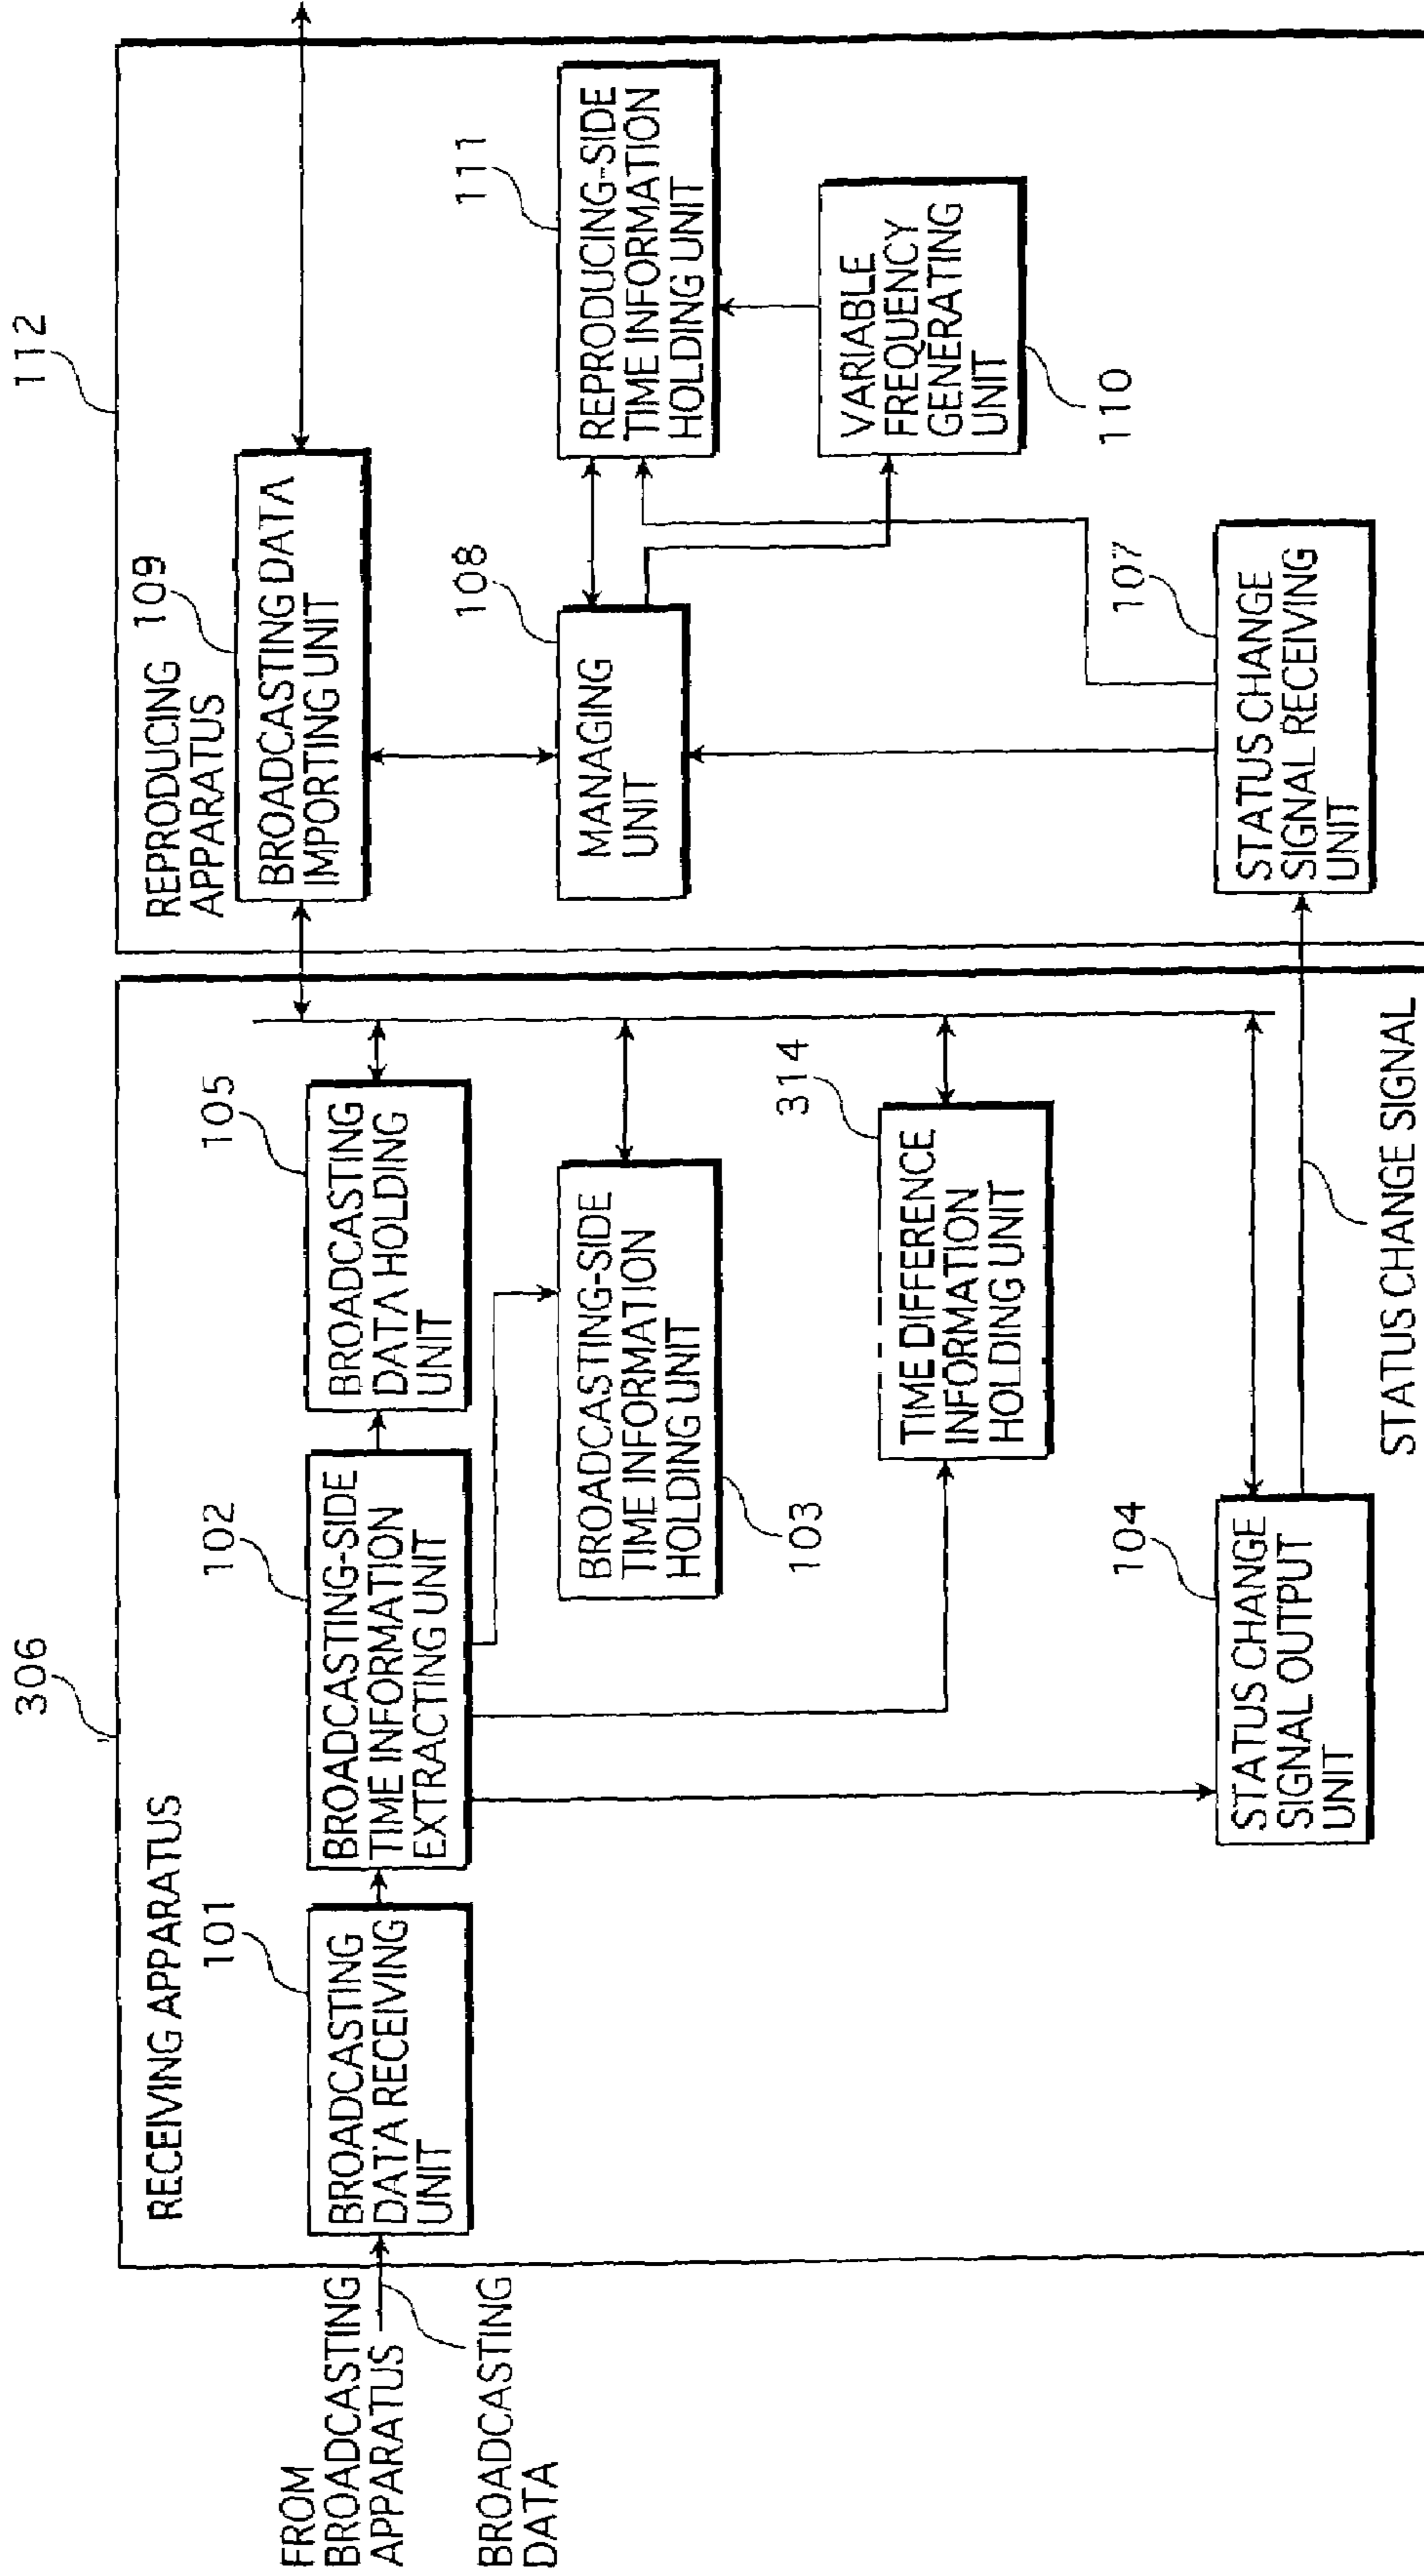 306
RECEIVING APPARATUS
FROM
BROADCASTING
APPARATUS
BROADCASTING
DATA
101
BROADCASTING
DATA RECEIVING
UNIT
102
BROADCASTING-SIDE
TIME INFORMATION
EXTRACTING UNIT
105
BROADCASTING
DATA HOLDING
UNIT
BROADCASTING-SIDE
TIME INFORMATION
HOLDING UNIT
103
314
TIME DIFFERENCE
INFORMATION
HOLDING UNIT
104
STATUS CHANGE
SIGNAL OUTPUT
UNIT
STATUS CHANGE SIGNAL
112
REPRODUCING
APPARATUS
109
BROADCASTING DATA
IMPORTING UNIT
108
MANAGING
UNIT
111
REPRODUCING-SIDE
TIME INFORMATION
HOLDING UNIT
VARIABLE
FREQUENCY
GENERATING
UNIT
110
107
STATUS CHANGE
SIGNAL RECEIVING
UNIT